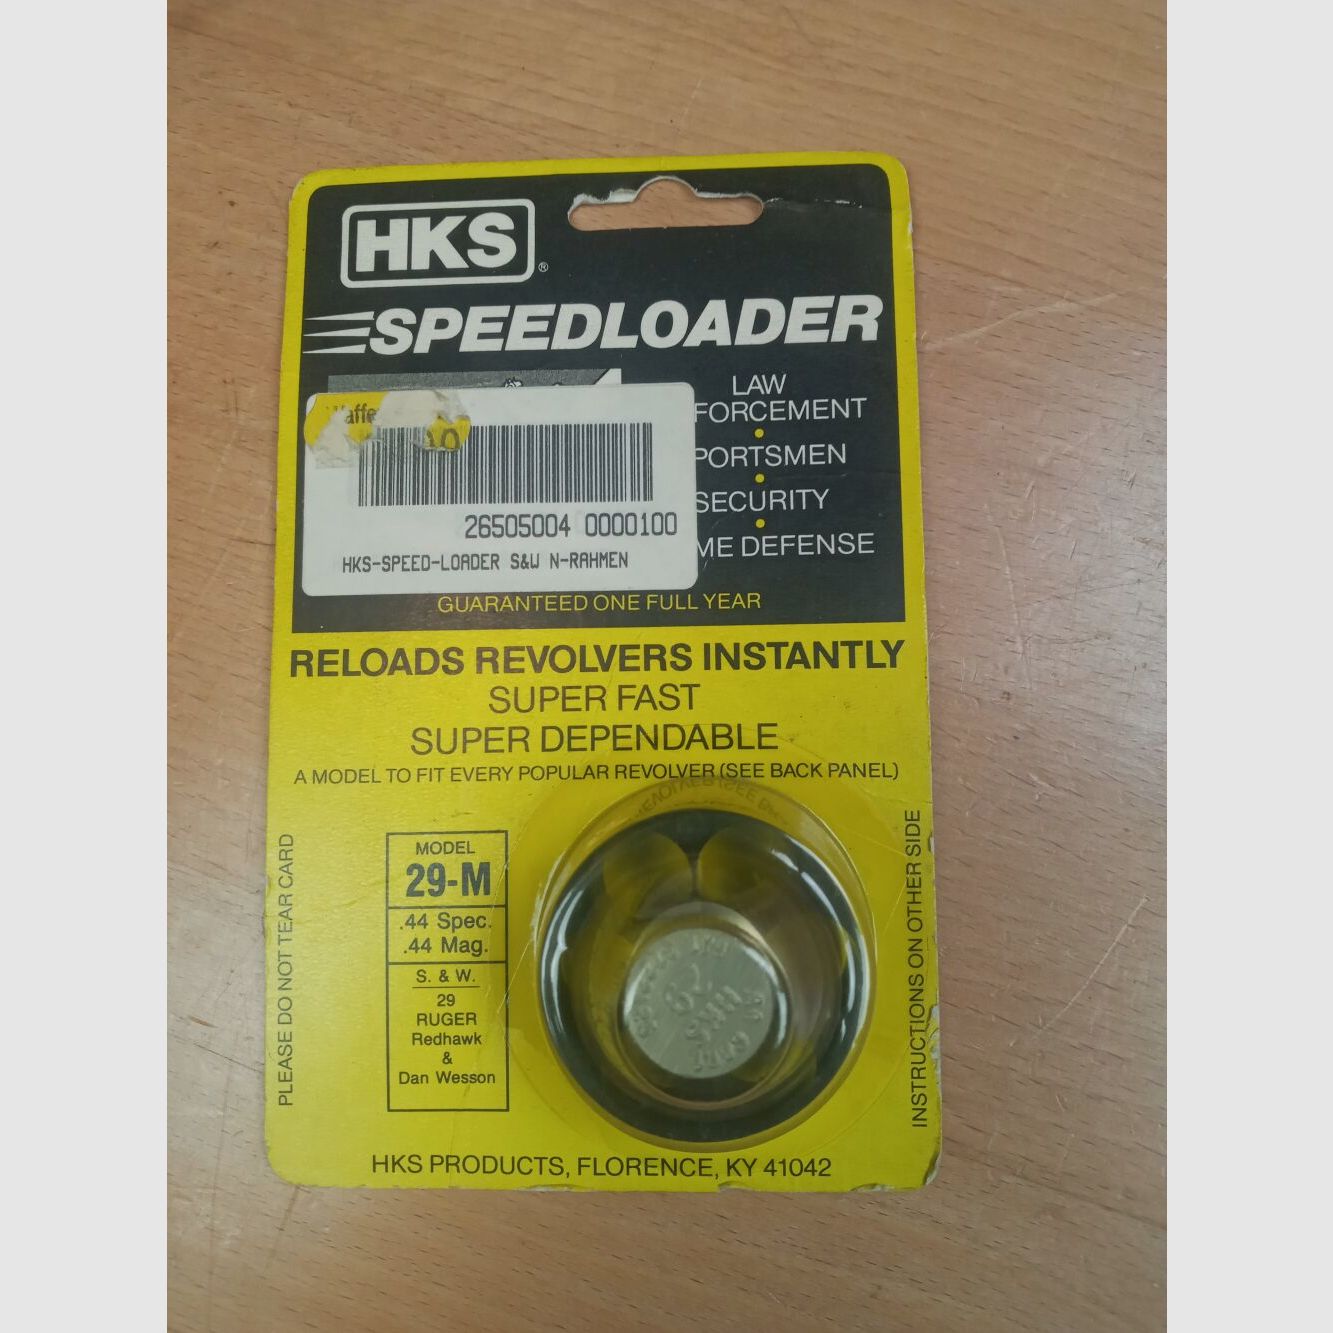 HKS®
SPEEDLOADER
LAW
FORCEMENT
PORTSMEN
SECURITY
ME DEFENSE
26505004 0000100
HKS-SPEED-LOADER S&W N-RAHMEN
GUARANTEED ONE FULL YEAR
RELOADS REVOLVERS INSTANTLY
SUPER FAST
SUPER DEPENDABLE
A MODEL TO FIT EVERY POPULAR REVOLVER (SEE BACK PANEL)
PLEASE DO NOT TEAR CARD
MODEL
29-M
.44 Spec.
.44 Mag.
S. & W.
29
RUGER
Redhawk
&
Dan Wesson
29
HKS
INSTRUCTIONS ON OTHER SIDE
HKS PRODUCTS, FLORENCE, KY 41042